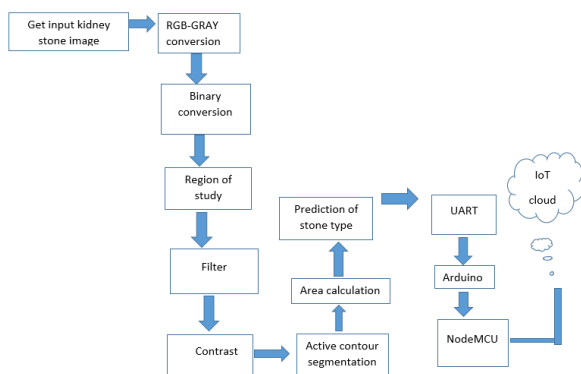 Get input kidney
stone image
RGB-GRAY
conversion
Binary
conversion
Region of
study
Filter
Contrast
Active contour
segmentation
Area calculation
Prediction of
stone type
UART
Arduino
NodeMCU
IoT
cloud